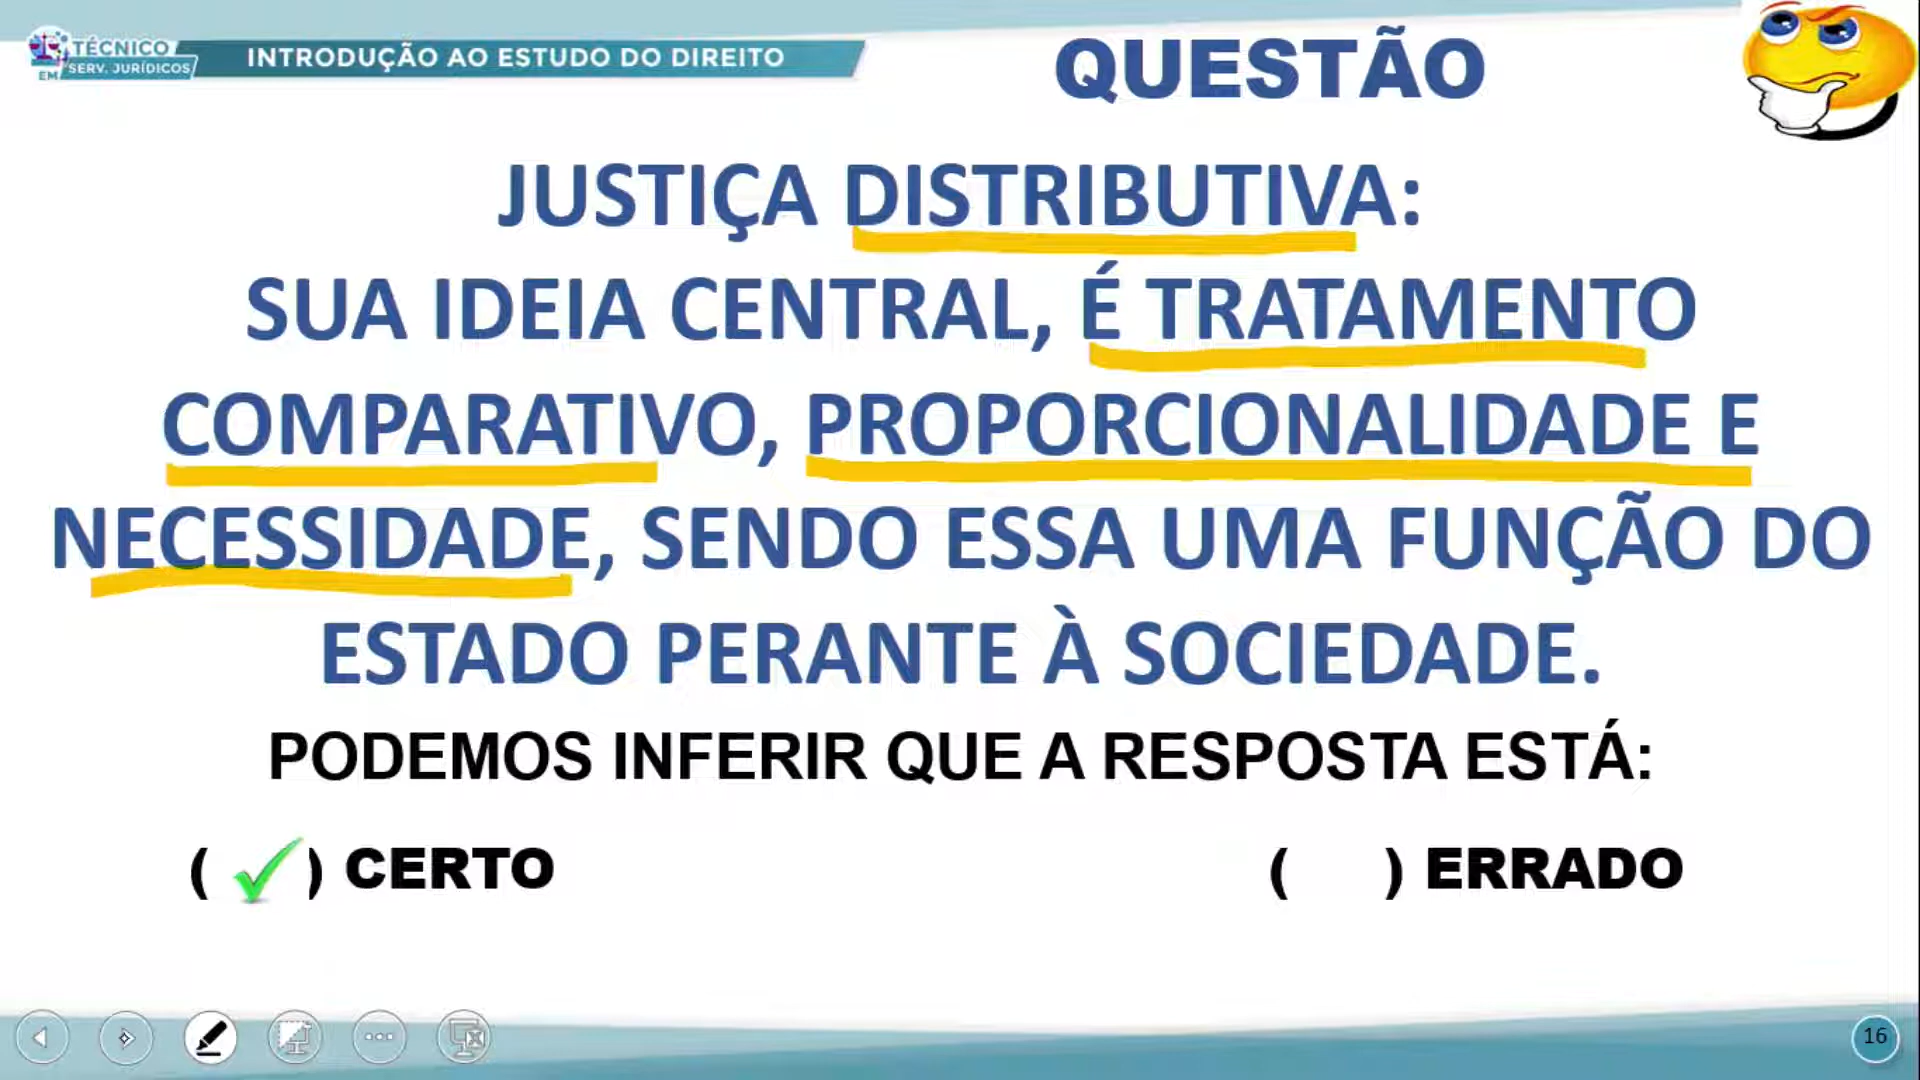 TÉCNICO
EM SERV. JURÍDICOS
INTRODUÇÃO AO ESTUDO DO DIREITO
QUESTÃO
JUSTIÇA DISTRIBUTIVA:
SUA IDEIA CENTRAL, É TRATAMENTO
COMPARATIVO, PROPORCIONALIDADE E
NECESSIDADE, SENDO ESSA UMA FUNÇÃO DO
ESTADO PERANTE À SOCIEDADE.
PODEMOS INFERIR QUE A RESPOSTA ESTÁ:
( ✓ ) CERTO ( ) ERRADO
16